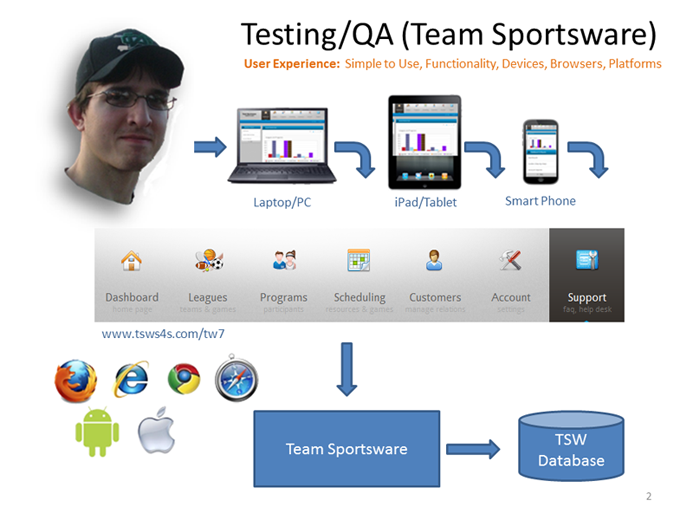 Testing/QA (Team Sportsware)
User Experience: Simple to Use, Functionality, Devices, Browsers, Platforms
Laptop/PC
iPad/Tablet
Smart Phone
Dashboard
home page
Leagues
teams & games
Programs
participants
Scheduling
resources & games
Customers
manage relations
Account
settings
Support
faq, help desk
www.tsws4s.com/tw7
Team Sportsware
TSW
Database
2